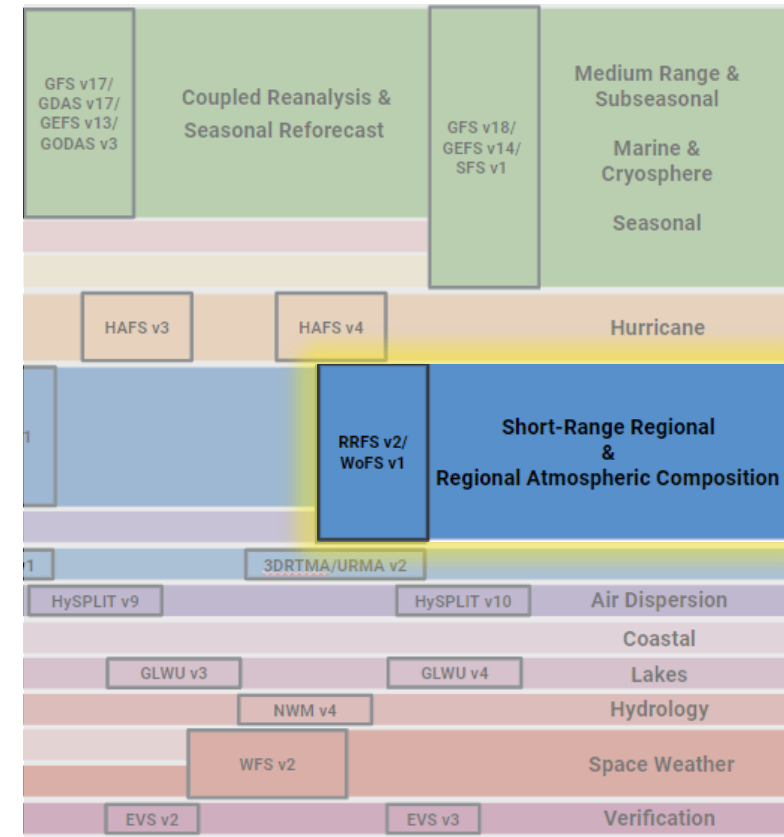 GFS v17/
GDAS v17/
GEFS v13/
GODAS v3
Coupled Reanalysis &
Seasonal Reforecast
GFS v18/
GEFS v14/
SFS v1
Medium Range &
Subseasonal
Marine &
Cryosphere
Seasonal
HAFS v3
HAFS v4
Hurricane
1
RRFS v2/
WoFS v1
Short-Range Regional
&
Regional Atmospheric Composition
v1
3DRTMA/URMA v2
HySPLIT v9
HySPLIT v10
Air Dispersion
Coastal
GLWU v3
GLWU v4
Lakes
NWM v4
Hydrology
WFS v2
Space Weather
EVS v2
EVS v3
Verification